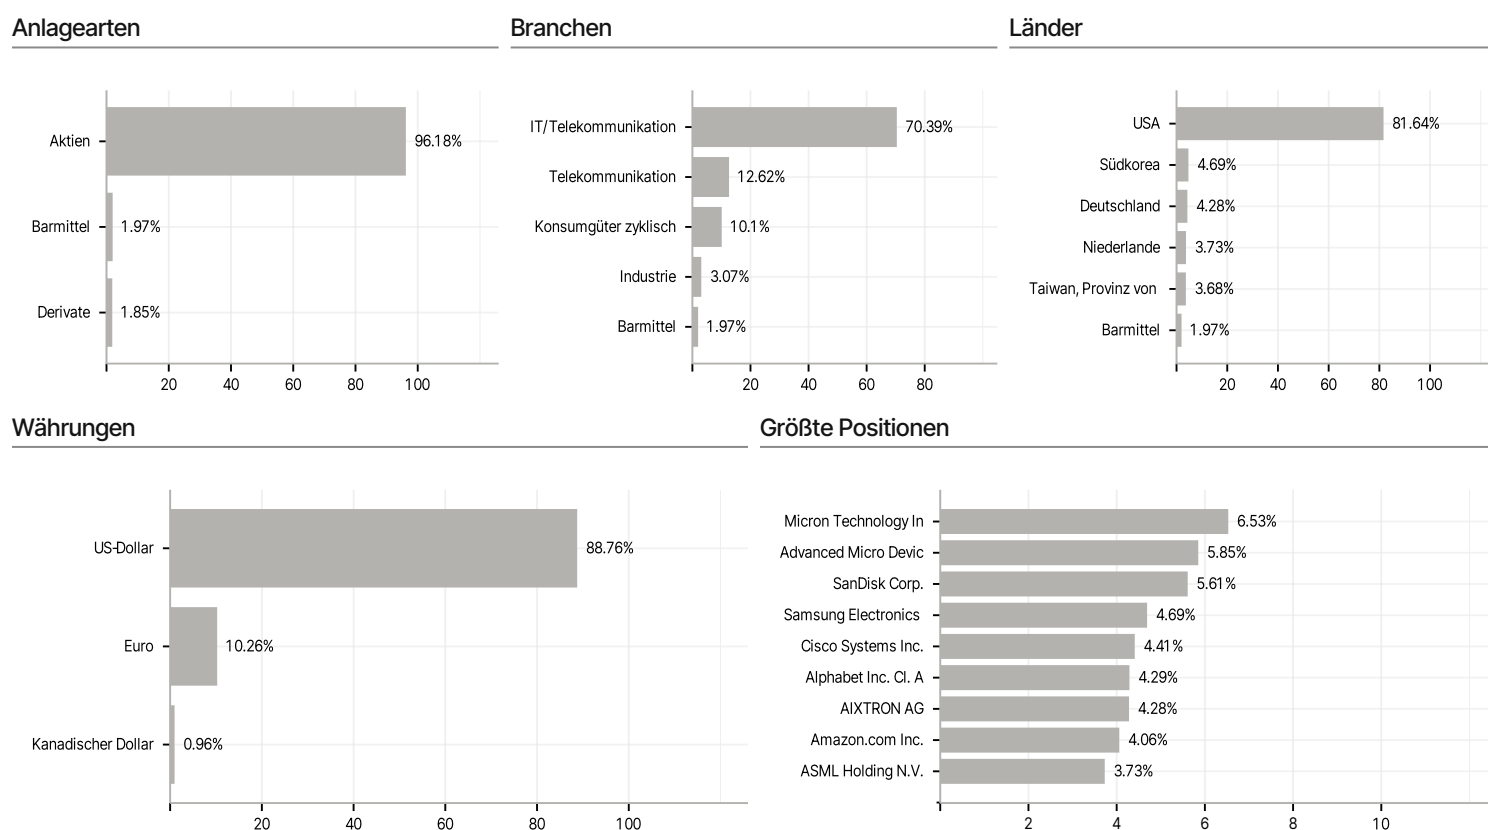 Anlagearten
Aktien 96.18%
Barmittel 1.97%
Derivate 1.85%
20 40 60 80 100
Branchen
IT/Telekommunikation 70.39%
Telekommunikation 12.62%
Konsumgüter zyklisch 10.1%
Industrie 3.07%
Barmittel 1.97%
20 40 60 80
Länder
USA 81.64%
Südkorea 4.69%
Deutschland 4.28%
Niederlande 3.73%
Taiwan, Provinz von 3.68%
Barmittel 1.97%
20 40 60 80 100
Währungen
US-Dollar 88.76%
Euro 10.26%
Kanadischer Dollar 0.96%
20 40 60 80 100
Größte Positionen
Micron Technology In 6.53%
Advanced Micro Devic 5.85%
SanDisk Corp. 5.61%
Samsung Electronics 4.69%
Cisco Systems Inc. 4.41%
Alphabet Inc. Cl. A 4.29%
AIXTRON AG 4.28%
Amazon.com Inc. 4.06%
ASML Holding N.V. 3.73%
2 4 6 8 10